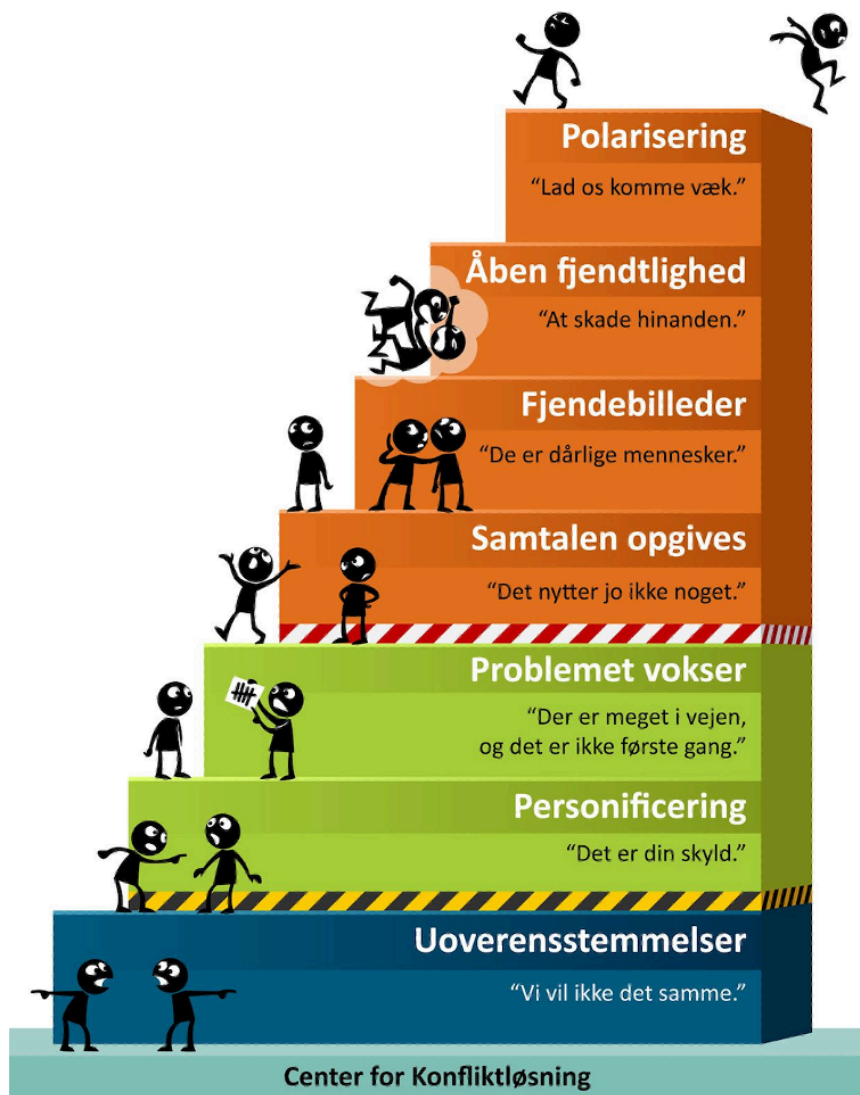 Polarisering
“Lad os komme væk.”
Åben fjendtlighed
“At skade hinanden.”
Fjendebilleder
“De er dårlige mennesker.”
Samtalen opgives
“Det nytter jo ikke noget.”
Problemet vokser
“Der er meget i vejen,
og det er ikke første gang.”
Personificering
“Det er din skyld.”
Uoverensstemmelser
“Vi vil ikke det samme.”
Center for Konfliktløsning